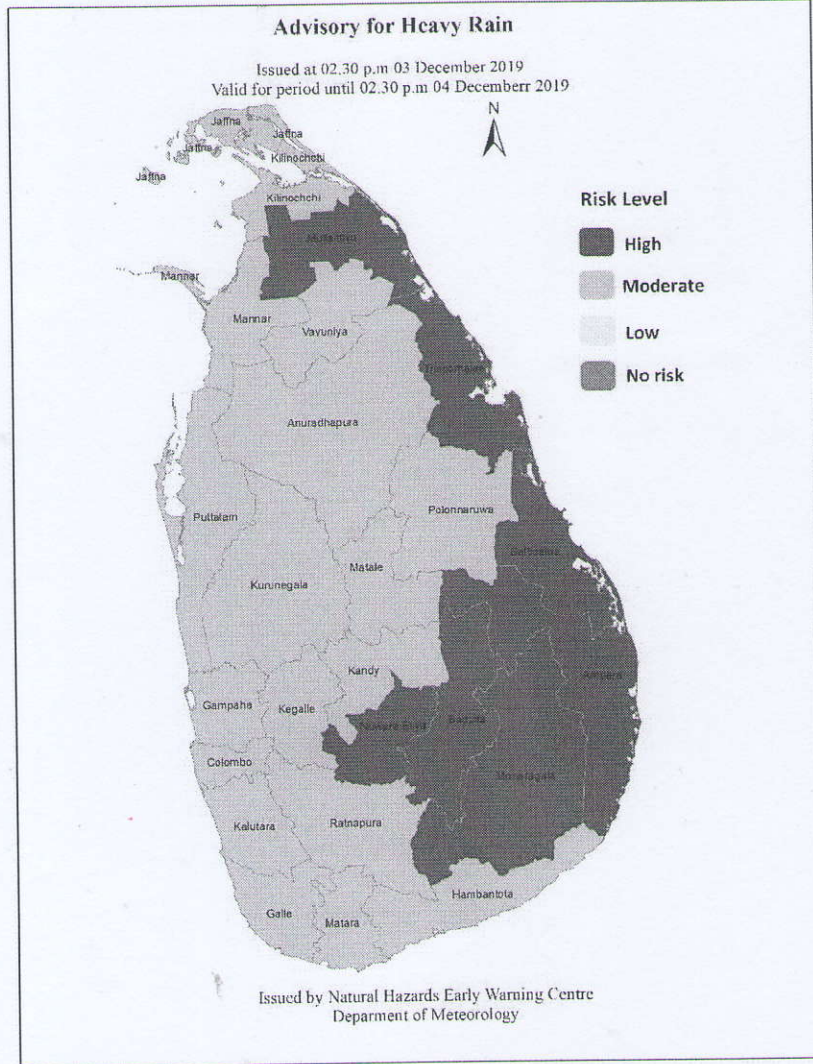 Advisory for Heavy Rain
Issued at 02.30 p.m 03 December 2019
Valid for period until 02.30 p.m 04 Decemberr 2019
N
Jaffna
Jaffna
Jaffna
Kilinochchi
Jaffna
Kilinochchi
Risk Level
High
Moderate
Low
No risk
Mullaitivu
Mannar
Mannar
Vavuniya
Trincomalee
Anuradhapura
Polonnaruwa
Puttalam
Batticaloa
Matale
Kurunegala
Kandy
Ampara
Gampaha
Kegalle
Nuwara Eliya
Badulla
Colombo
Monaragala
Kalutara
Ratnapura
Hambantota
Galle
Matara
Issued by Natural Hazards Early Warning Centre
Deparment of Meteorology